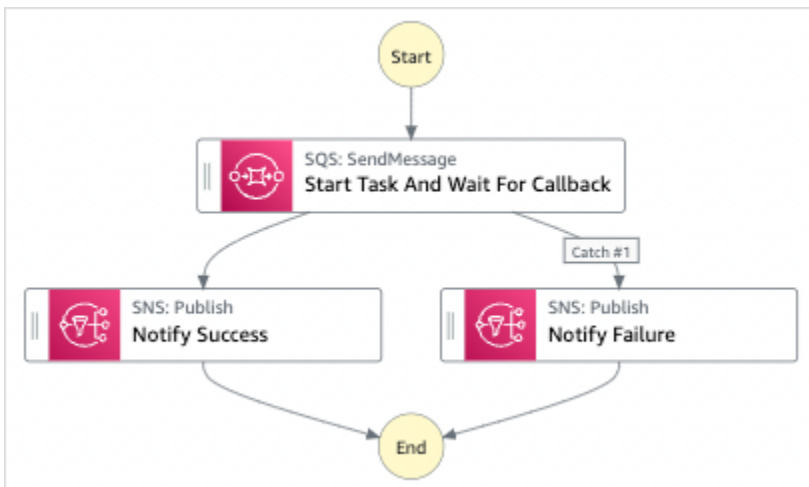 Start
SQS: SendMessage
Start Task And Wait For Callback
Catch #1
SNS: Publish
Notify Success
SNS: Publish
Notify Failure
End